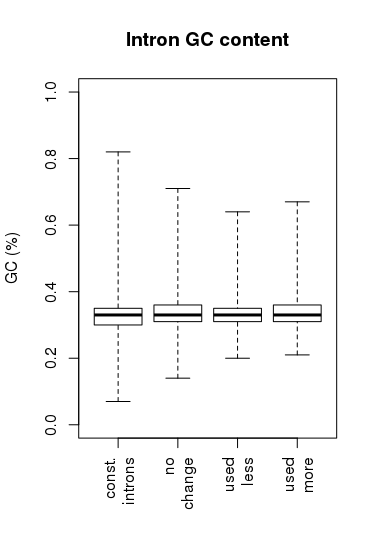 Intron GC content
GC (%)
1.0
0.8
0.6
0.4
0.2
0.0
const.
introns
no
change
used
less
used
more